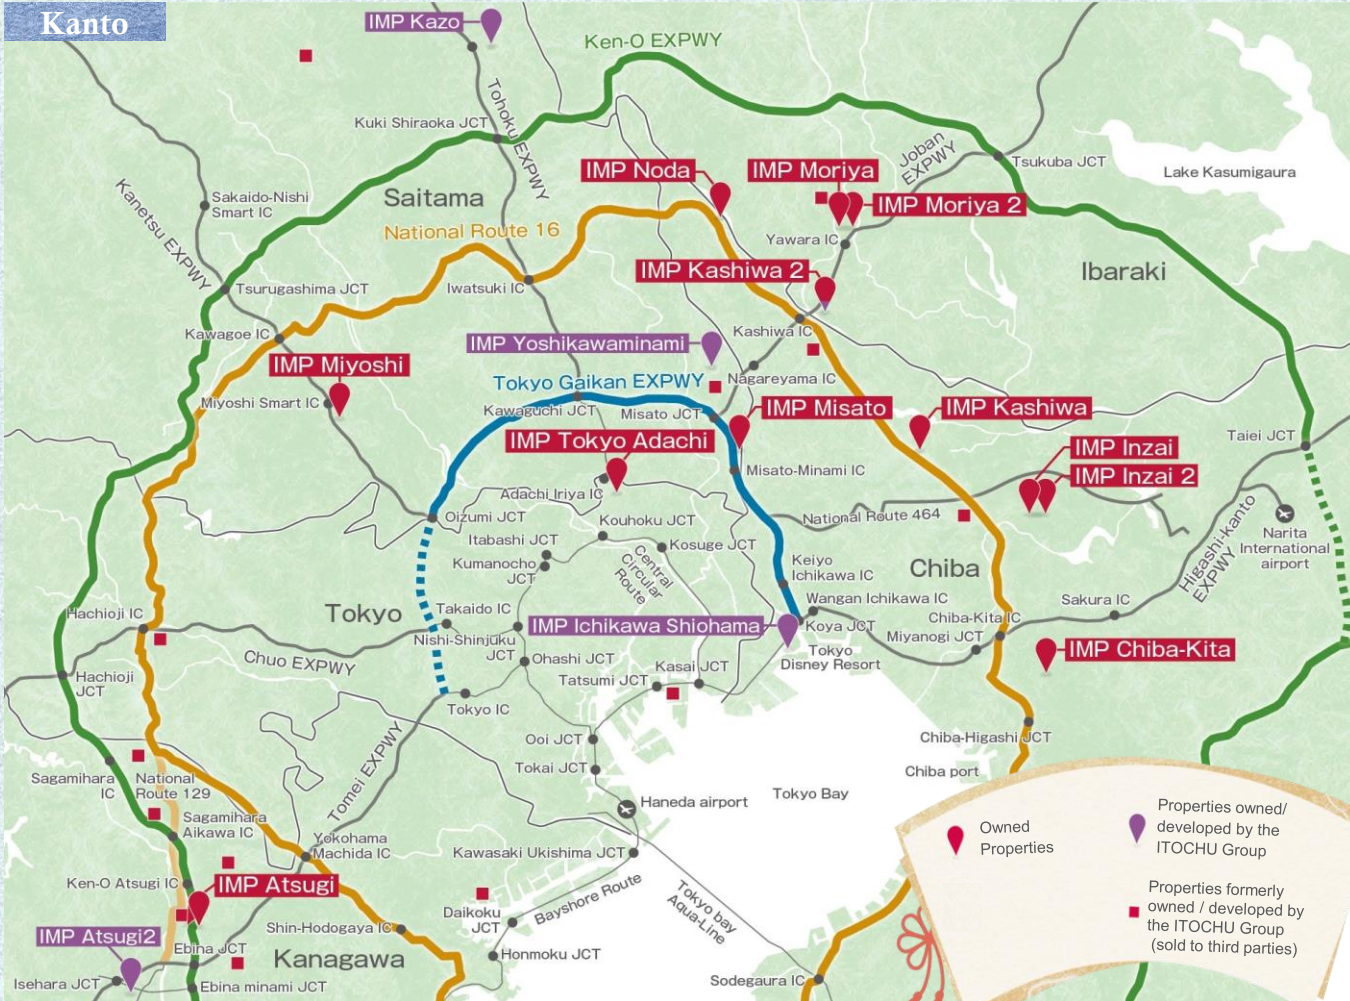 Kanto
IMP Kazo
Ken-O EXPWY
Tohoku EXPWY
Kuki Shiraoka JCT
Joban
EXPWY
Tsukuba JCT
Lake Kasumigaura
IMP Noda
IMP Moriya
IMP Moriya 2
Kanetsu EXPWY
Sakaido-Nishi
Smart IC
Saitama
National Route 16
Yawara IC
IMP Kashiwa 2
Ibaraki
Tsurugashima JCT
Iwatsuki IC
Kawagoe IC
Kashiwa IC
IMP Yoshikawaminami
IMP Miyoshi
Nagareyama IC
Tokyo Gaikan EXPWY
Miyoshi Smart IC
Kawaguchi JCT
Misato JCT
IMP Misato
IMP Kashiwa
IMP Tokyo Adachi
Taiei JCT
IMP Inzai
IMP Inzai 2
Misato-Minami IC
Adachi Iriya IC
Oizumi JCT
Kouhoku JCT
National Route 464
Higashi-kanto
EXPWY
Narita
International
airport
Itabashi JCT
Kosuge JCT
Kumanocho
JCT
Central
Circular
Route
Keiyo
Ichikawa IC
Chiba
Hachioji IC
Tokyo
Takaido IC
Wangan Ichikawa IC
Chiba-Kita IC
Sakura IC
Nishi-Shinjuku
JCT
IMP Ichikawa Shiohama
Koya JCT
Miyanogi JCT
Chuo EXPWY
Ohashi JCT
Kasai JCT
Tokyo
Disney Resort
IMP Chiba-Kita
Hachioji
JCT
Tatsumi JCT
Tokyo IC
Ooi JCT
Chiba-Higashi JCT
Tomei EXPWY
Tokai JCT
Chiba port
Sagamihara
IC
National
Route 129
Haneda airport
Tokyo Bay
Sagamihara
Aikawa IC
Yokohama
Machida IC
Kawasaki Ukishima JCT
Ken-O Atsugi IC
IMP Atsugi
Bayshore Route
Tokyo bay
Aqua-Line
Daikoku
JCT
Shin-Hodogaya IC
IMP Atsugi2
Ebina JCT
Kanagawa
Honmoku JCT
Isehara JCT
Ebina minami JCT
Sodegaura IC
Owned
Properties
Properties owned/
developed by the
ITOCHU Group
Properties formerly
owned / developed by
the ITOCHU Group
(sold to third parties)